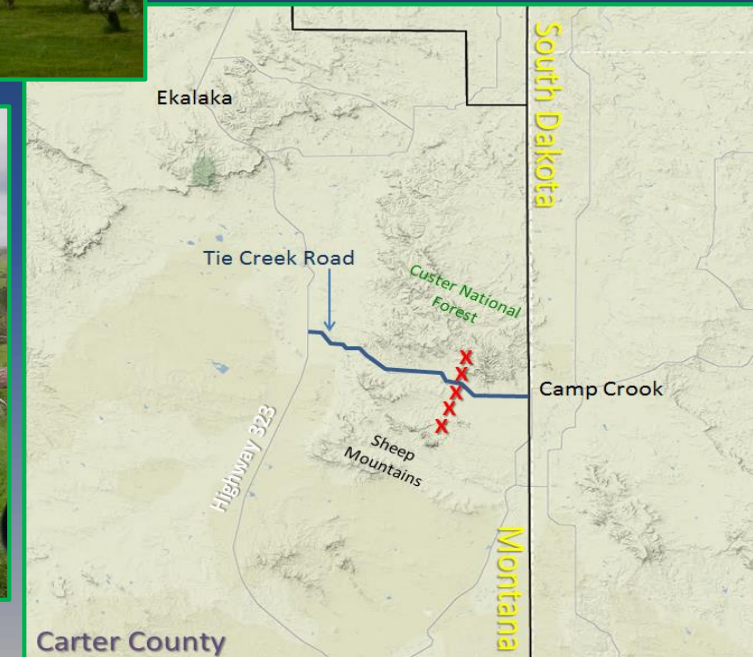 South Dakota
Ekalaka
Tie Creek Road
Custer National
Forest
X
X
X
X
X
Camp Crook
Highway 323
Sheep
Mountains
Montana
Carter County